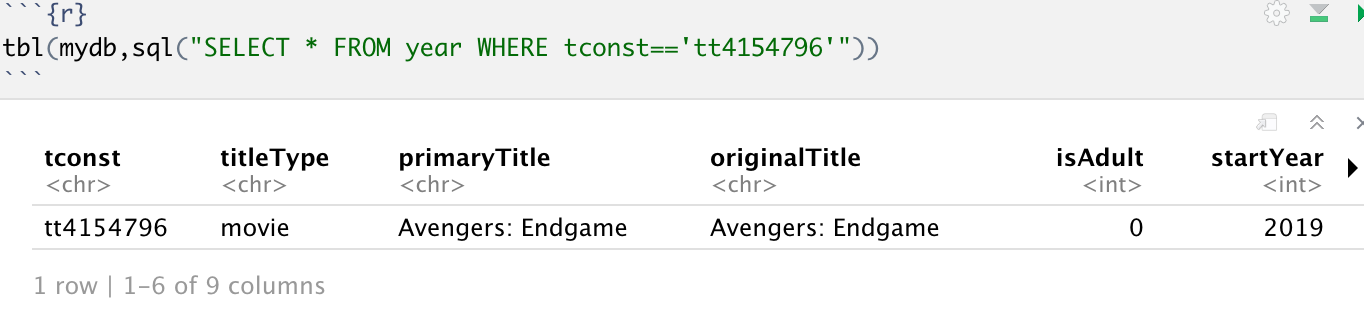 ```{r}
tbl(mydb,sql("SELECT * FROM year WHERE tconst=='tt4154796'"))
```
tconst titleType primaryTitle originalTitle isAdult startYear
<chr> <chr> <chr> <chr> <int> <int>
tt4154796 movie Avengers: Endgame Avengers: Endgame 0 2019
1 row | 1-6 of 9 columns